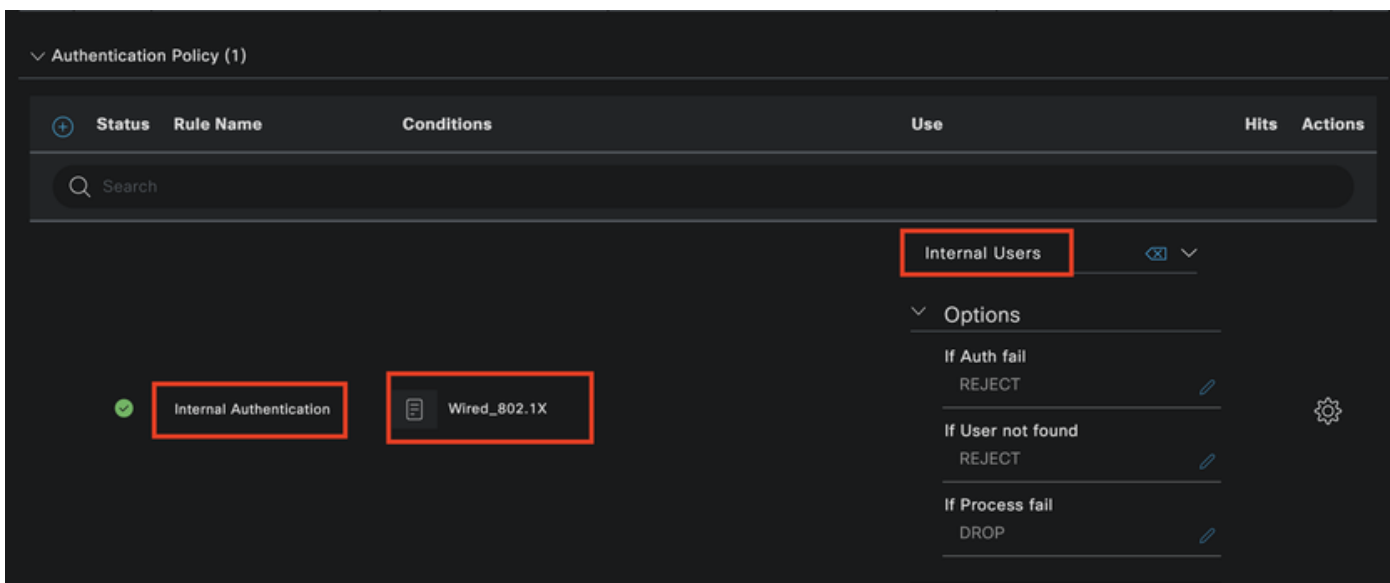 Authentication Policy (1)
Status Rule Name Conditions Use Hits Actions
Search
Internal Users
Options
If Auth fail
REJECT
Internal Authentication Wired_802.1X
If User not found
REJECT
If Process fail
DROP